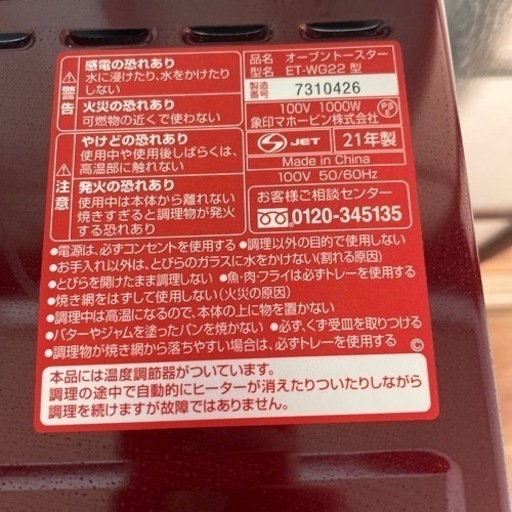 警告
感電の恐れあり
水に浸けたり、水をかけたり
しない
火災の恐れあり
可燃物の近くで使わない
注意
やけどの恐れあり
使用中や使用後しばらくは、
高温部に触れない
発火の恐れあり
使用中は本体から離れない
焼きすぎると調理物が発火
する恐れあり
品名 オーブントースター
型名 ET-WG22 型
製造番号 7310426
100V 1000W PSE
象印マホービン株式会社
S JET 21年製
Made in China
100V 50/60Hz
お客様ご相談センター
0120-345135
●電源は、必ずコンセントを使用する ●調理以外の目的で使用しない
●お手入れ以外は、とびらのガラスに水をかけない(割れる原因)
●とびらを開けたまま調理しない ●魚・肉・フライは必ずトレーを使用する
●焼き網をはずして使用しない(火災の原因)
●調理中は高温になるので、本体の上に物を置かない
●バターやジャムを塗ったパンを焼かない ●必ず、くず受皿を取りつける
●調理物が焼き網から落ちやすい場合は、必ずトレーを使用する Ⓒ
本品には温度調節器がついています。
調理の途中で自動的にヒーターが消えたりついたりしながら
調理を続けますが故障ではありません。